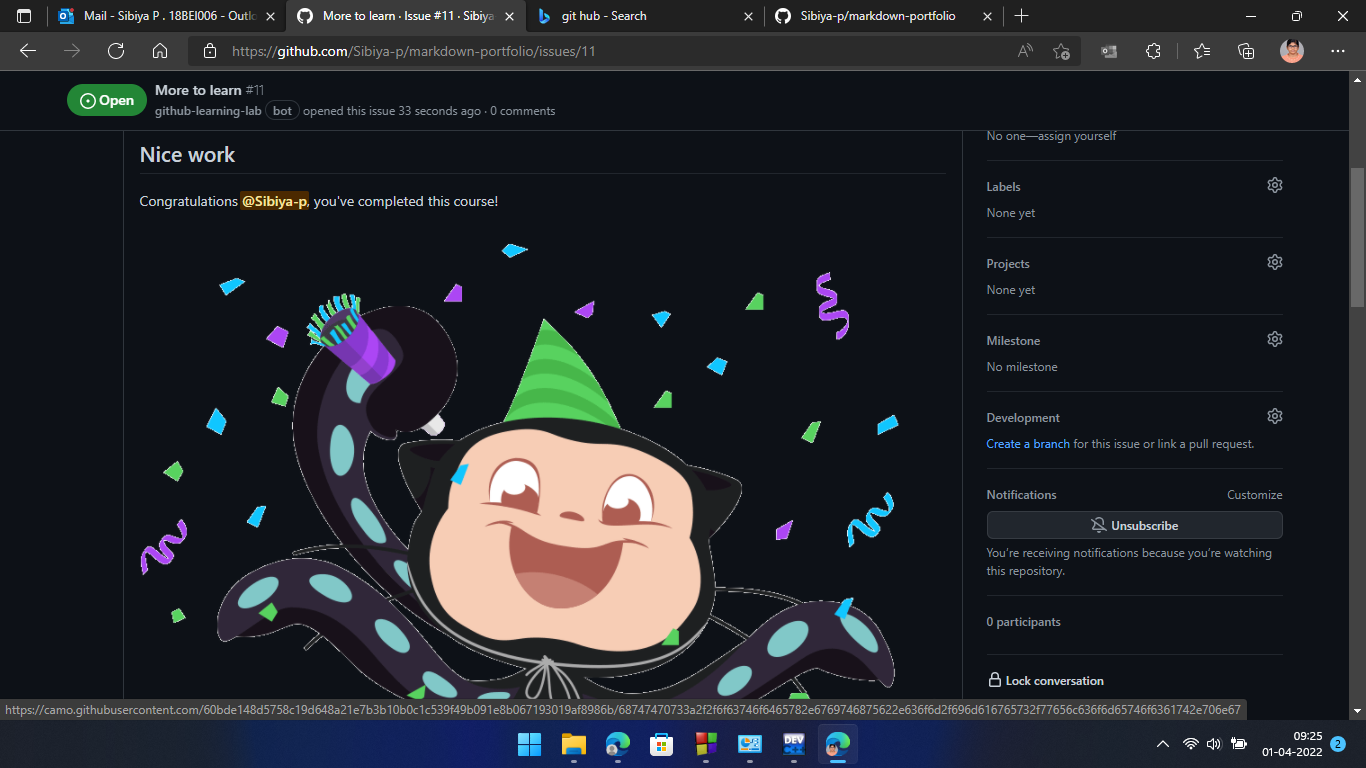 Mail - Sibiya P . 18BEI006 - Outlo
More to learn · Issue #11 · Sibiya
git hub - Search
Sibiya-p/markdown-portfolio
https://github.com/Sibiya-p/markdown-portfolio/issues/11
Open
More to learn #11
github-learning-lab bot opened this issue 33 seconds ago · 0 comments
Nice work
Congratulations @Sibiya-p, you've completed this course!
No one—assign yourself
Labels
None yet
Projects
None yet
Milestone
No milestone
Development
Create a branch for this issue or link a pull request.
Notifications
Customize
Unsubscribe
You're receiving notifications because you're watching
this repository.
0 participants
Lock conversation
https://camo.githubusercontent.com/60bde148d5758c19d648a21e7b3b10b0c1c539f49b091e8b067193019af8986b/68747470733a2f2f6f63746f6465782e6769746875622e636f6d2f696d616765732f77656c636f6d65746f6361742e706e67
DEV
09:25
01-04-2022
2